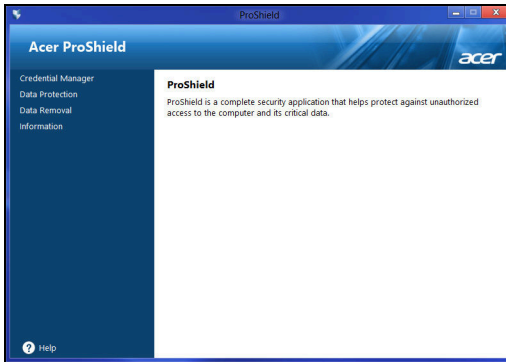 ProShield
Acer ProShield
acer
Credential Manager
Data Protection
Data Removal
Information
ProShield
ProShield is a complete security application that helps protect against unauthorized
access to the computer and its critical data.
Help